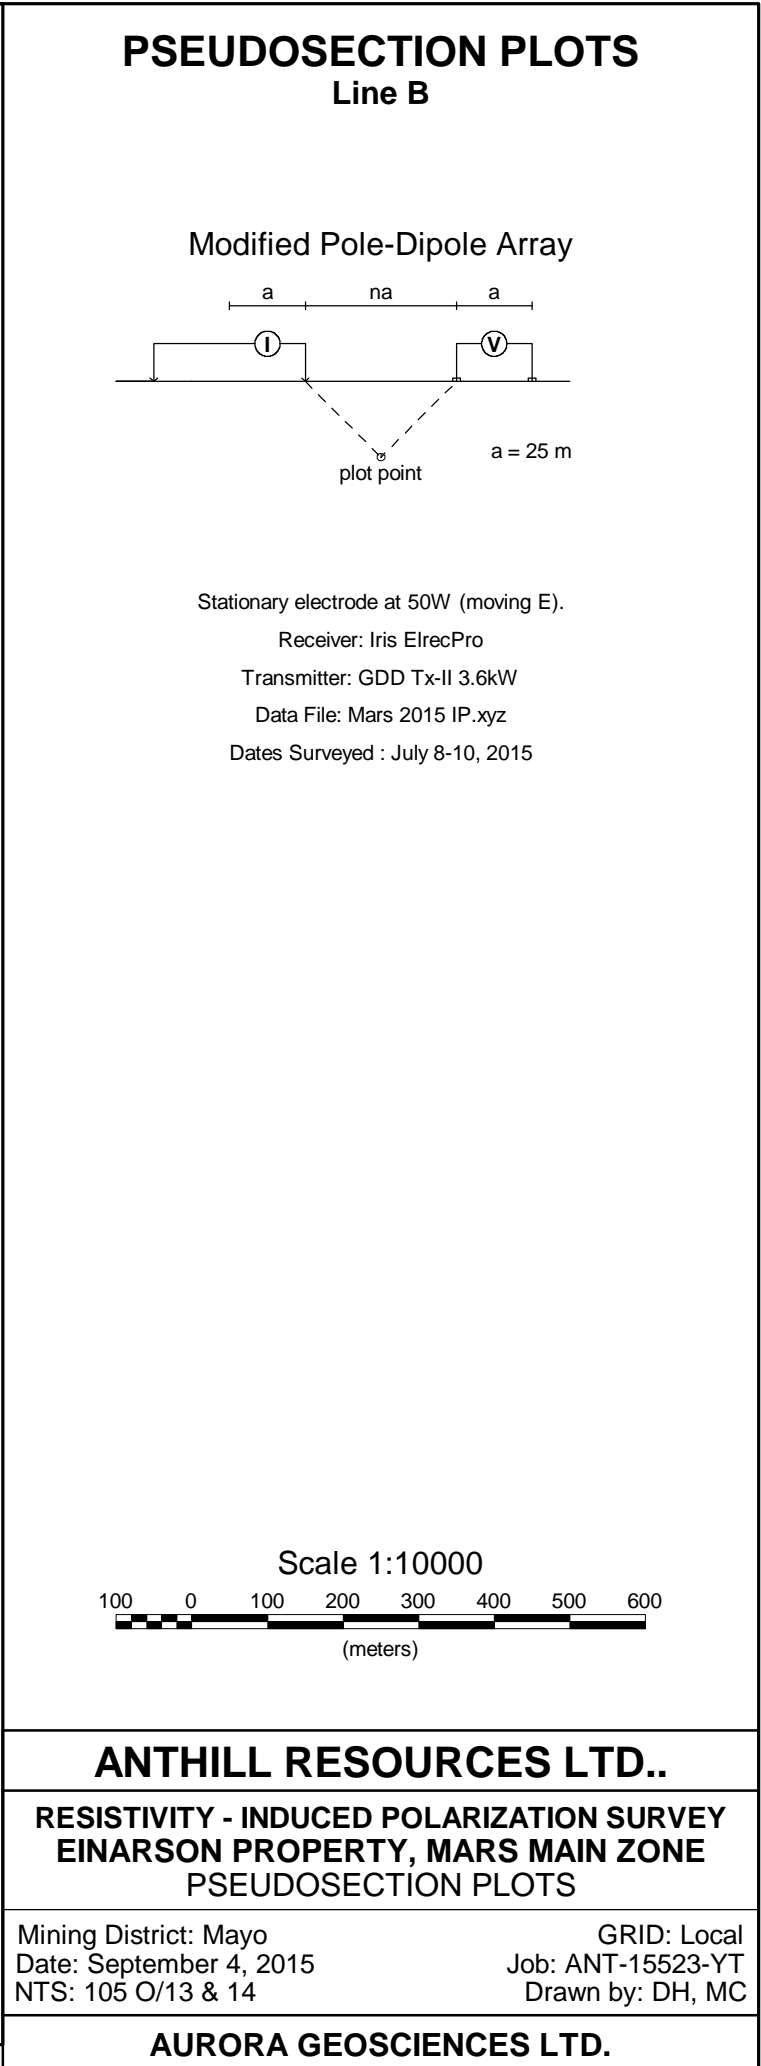 PSEUDOSECTION PLOTS
Line B
Modified Pole-Dipole Array
a na a
I V
a = 25 m
plot point
Stationary electrode at 50W (moving E).
Receiver: Iris ElrecPro
Transmitter: GDD Tx-II 3.6kW
Data File: Mars 2015 IP.xyz
Dates Surveyed : July 8-10, 2015
Scale 1:10000
100 0 100 200 300 400 500 600
(meters)
ANTHILL RESOURCES LTD..
RESISTIVITY - INDUCED POLARIZATION SURVEY
EINARSON PROPERTY, MARS MAIN ZONE
PSEUDOSECTION PLOTS
Mining District: Mayo GRID: Local
Date: September 4, 2015 Job: ANT-15523-YT
NTS: 105 O/13 & 14 Drawn by: DH, MC
AURORA GEOSCIENCES LTD.